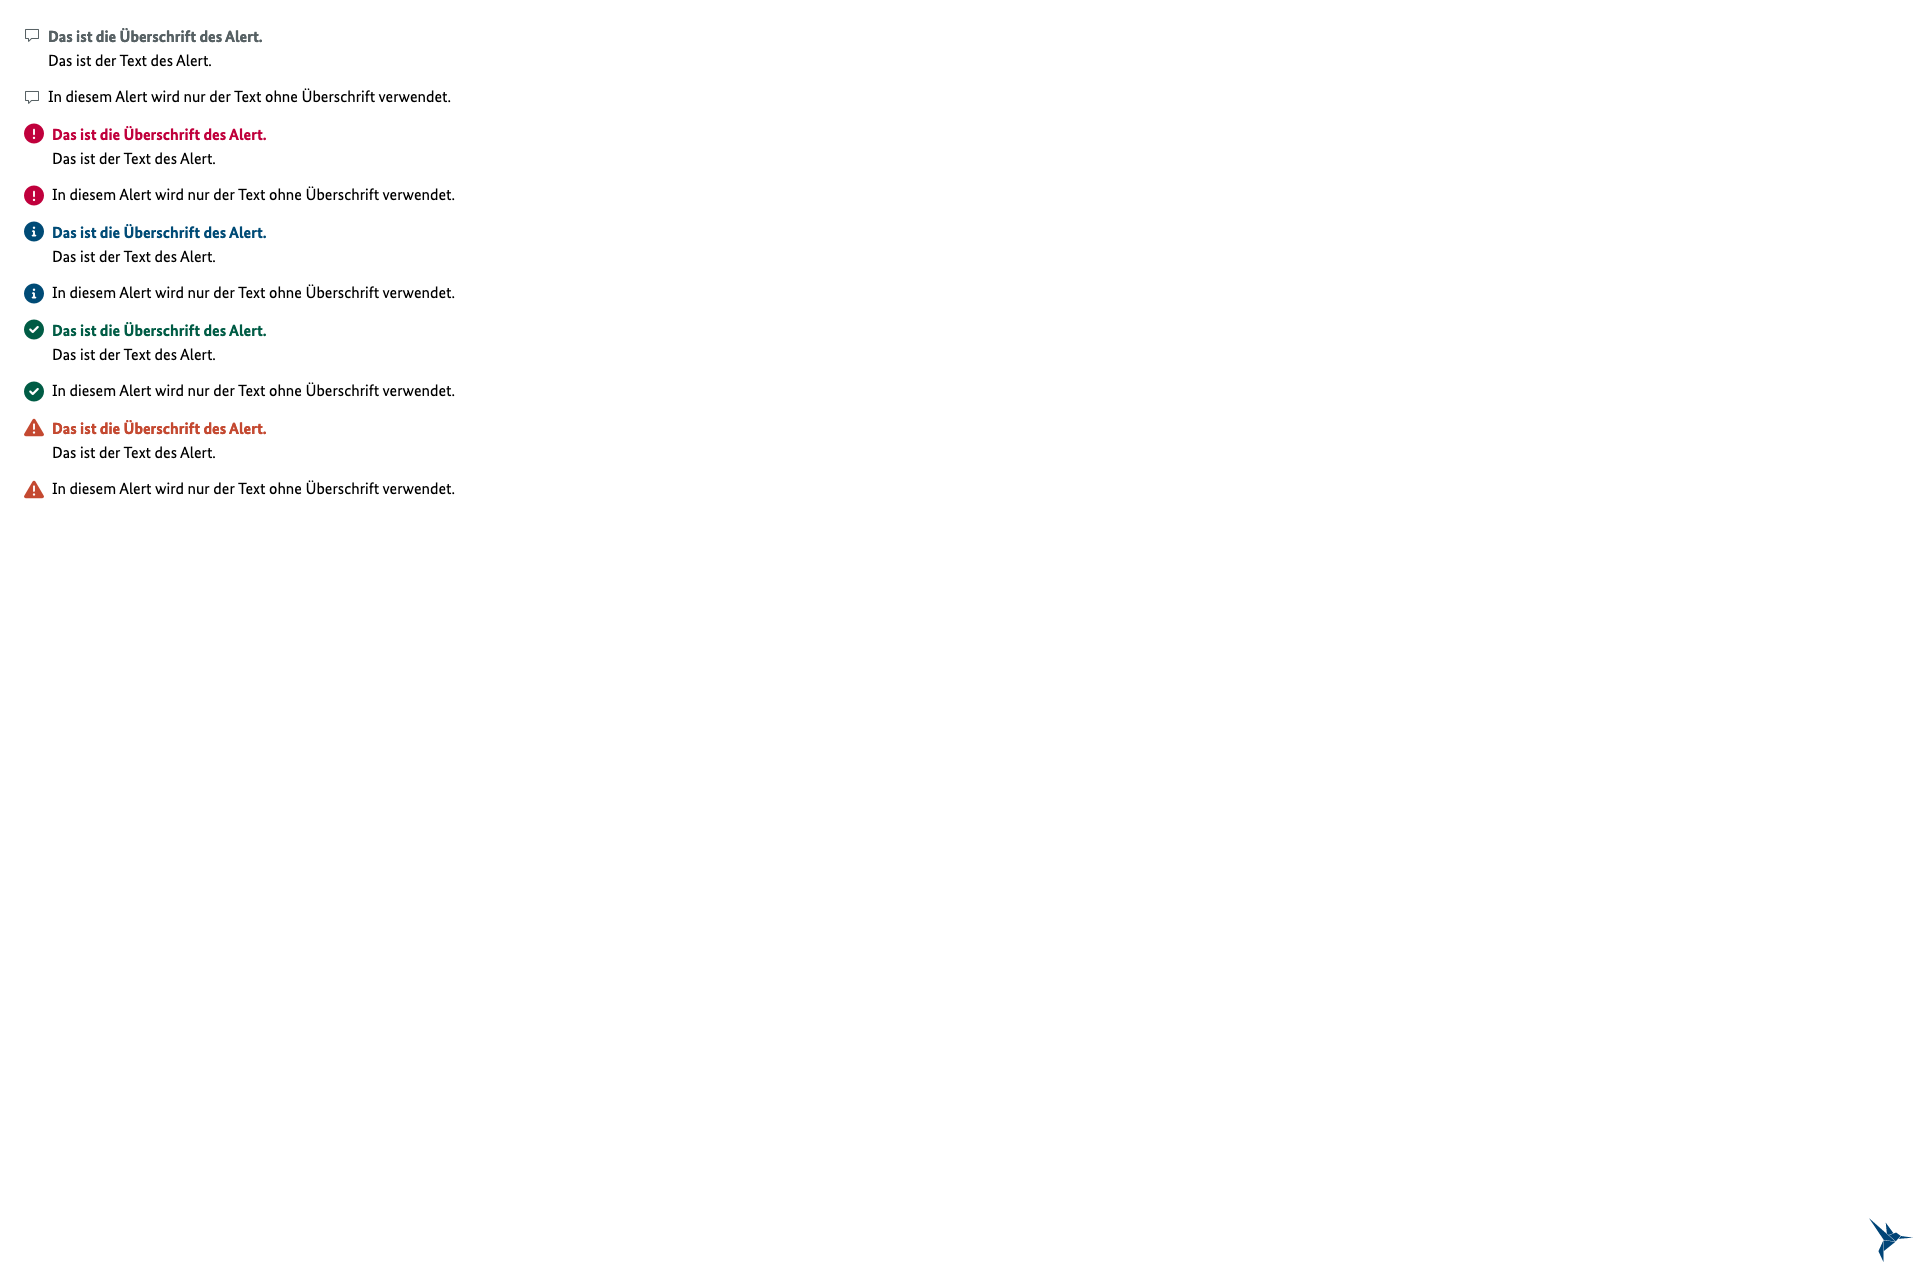 Das ist die Überschrift des Alert.
Das ist der Text des Alert.
In diesem Alert wird nur der Text ohne Überschrift verwendet.
Das ist die Überschrift des Alert.
Das ist der Text des Alert.
In diesem Alert wird nur der Text ohne Überschrift verwendet.
Das ist die Überschrift des Alert.
Das ist der Text des Alert.
In diesem Alert wird nur der Text ohne Überschrift verwendet.
Das ist die Überschrift des Alert.
Das ist der Text des Alert.
In diesem Alert wird nur der Text ohne Überschrift verwendet.
Das ist die Überschrift des Alert.
Das ist der Text des Alert.
In diesem Alert wird nur der Text ohne Überschrift verwendet.